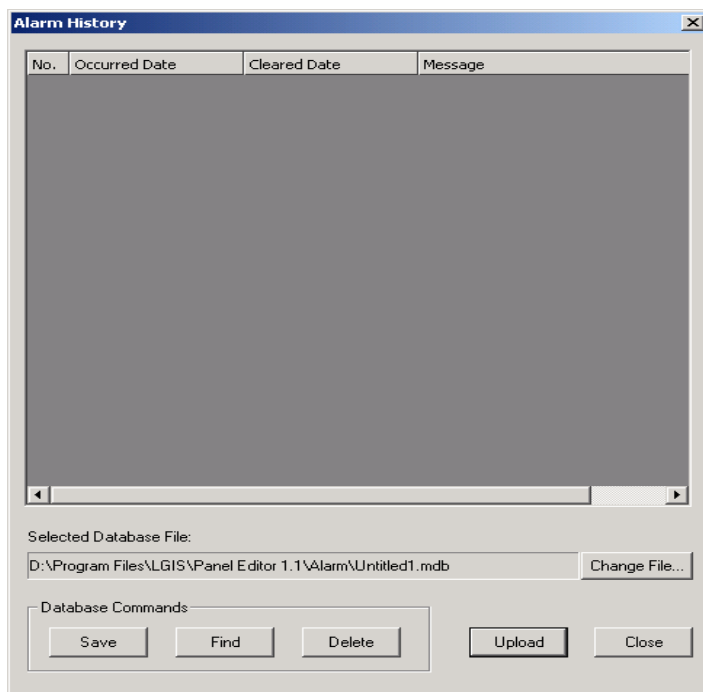 Alarm History
No. Occurred Date Cleared Date Message
Selected Database File:
D:\Program Files\LGIS\Panel Editor 1.1\Alarm\Untitled1.mdb Change File...
Database Commands
Save Find Delete Upload Close